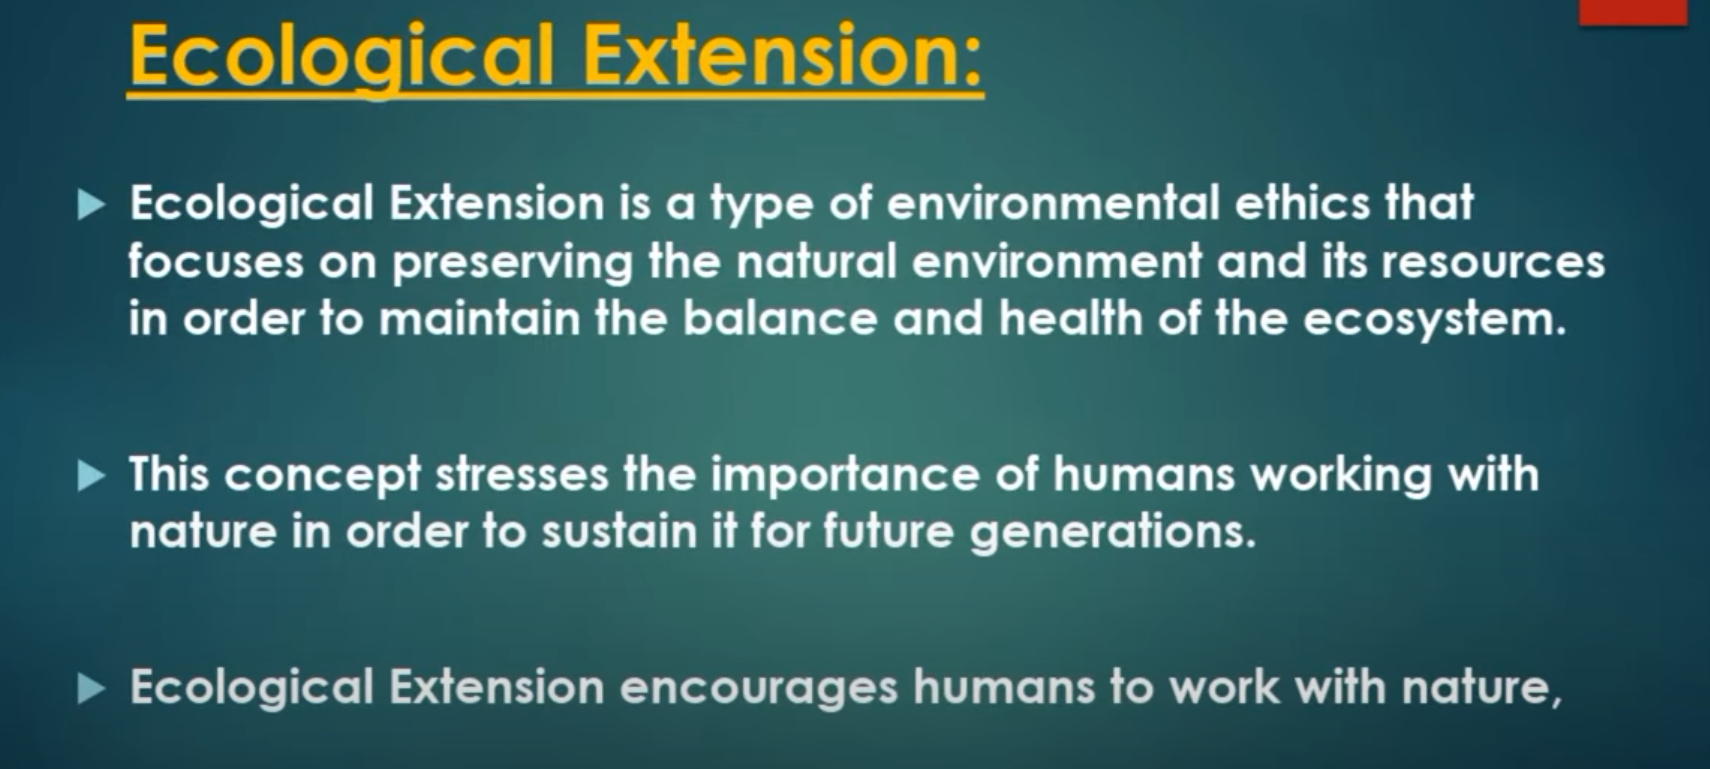 Ecological Extension:
Ecological Extension is a type of environmental ethics that
focuses on preserving the natural environment and its resources
in order to maintain the balance and health of the ecosystem.
This concept stresses the importance of humans working with
nature in order to sustain it for future generations.
Ecological Extension encourages humans to work with nature,